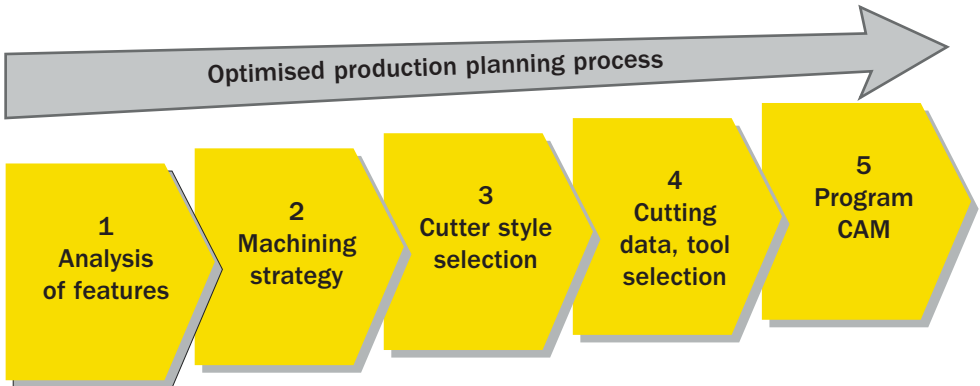 Optimised production planning process
1
Analysis
of features
2
Machining
strategy
3
Cutter style
selection
4
Cutting
data, tool
selection
5
Program
CAM